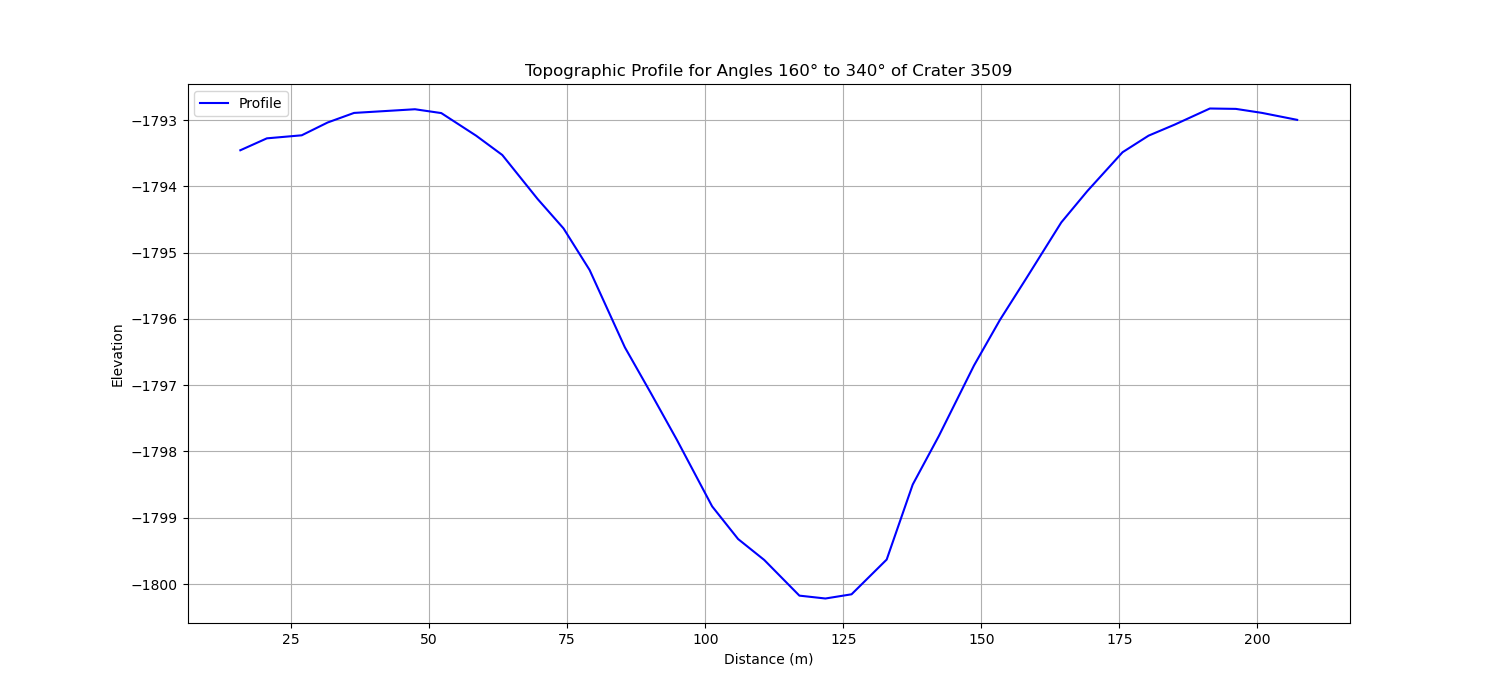 Topographic Profile for Angles 160° to 340° of Crater 3509
Profile
−1793
−1794
−1795
−1796
−1797
−1798
−1799
−1800
Elevation
25 50 75 100 125 150 175 200
Distance (m)